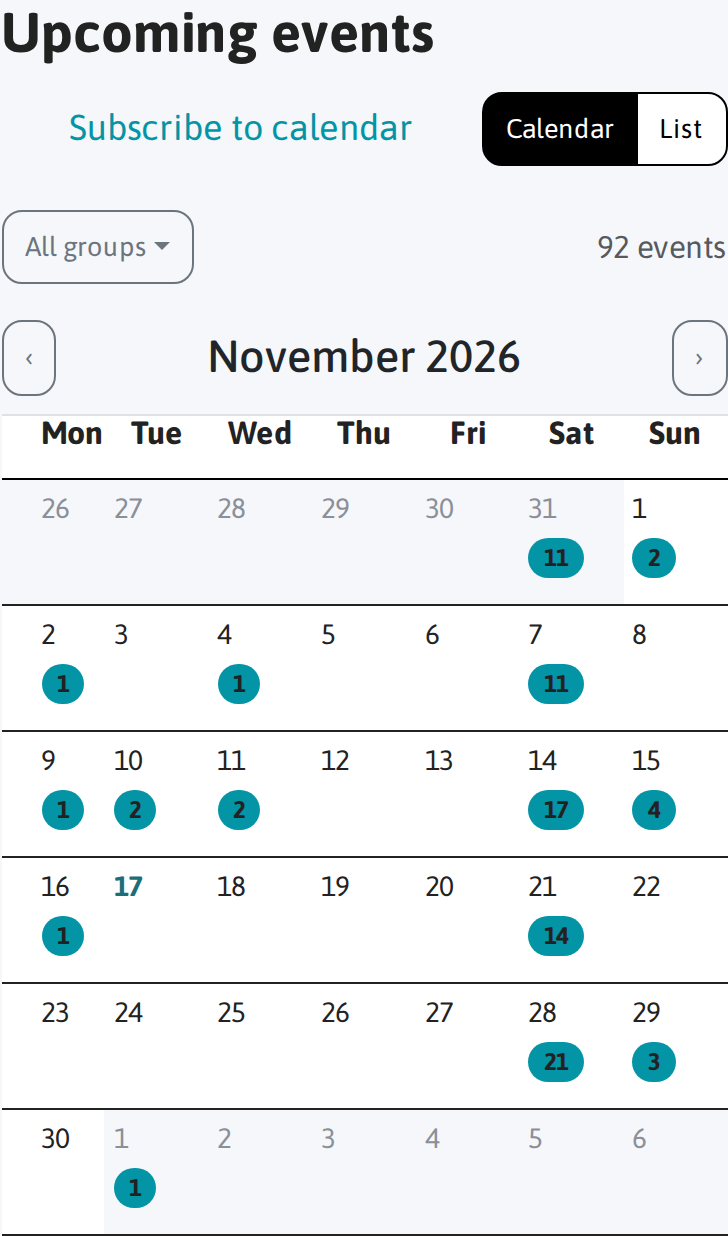 Upcoming events
Subscribe to calendar
Calendar List
All groups
92 events
‹ November 2026 ›
Mon Tue Wed Thu Fri Sat Sun
26 27 28 29 30 31 1
11 2
2 3 4 5 6 7 8
1 1 11
9 10 11 12 13 14 15
1 2 2 17 4
16 17 18 19 20 21 22
1 14
23 24 25 26 27 28 29
21 3
30 1 2 3 4 5 6
1